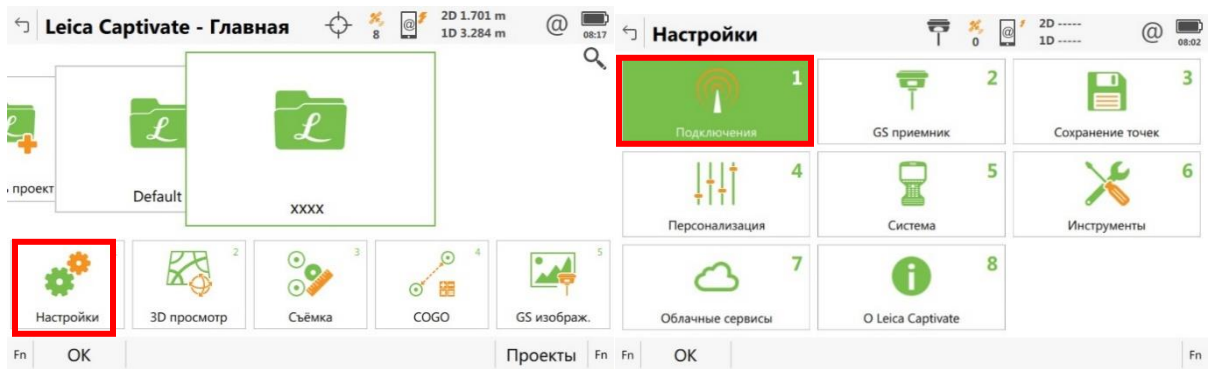 Leica Captivate - Главная
8
@
2D 1.701 m
1D 3.284 m
@
08:17
ь проект
Default
xxxx
Настройки
2
3D просмотр
3
Съёмка
4
COGO
5
GS изображ.
Fn
OK
Проекты
Fn
Настройки
0
@
2D -----
1D -----
@
08:02
1
Подключения
2
GS приемник
3
Сохранение точек
4
Персонализация
5
Система
6
Инструменты
7
Облачные сервисы
8
О Leica Captivate
Fn
OK
Fn